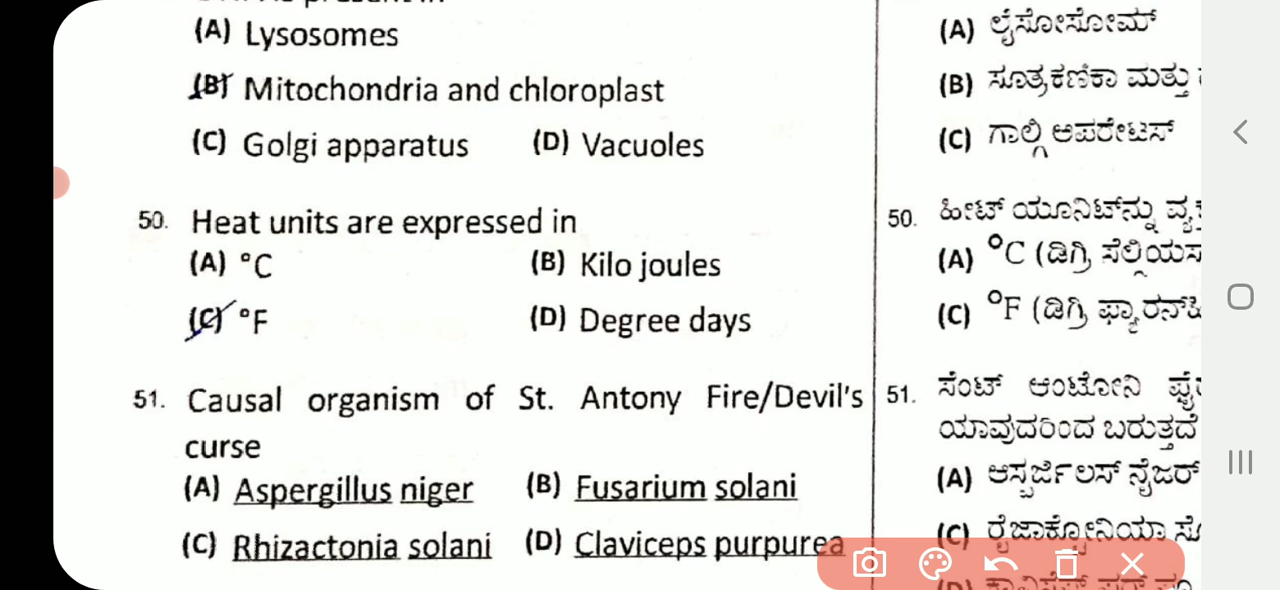 (A) Lysosomes
(B) Mitochondria and chloroplast
(C) Golgi apparatus (D) Vacuoles
50. Heat units are expressed in
(A) °C (B) Kilo joules
(C) °F (D) Degree days
51. Causal organism of St. Antony Fire/Devil's
curse
(A) Aspergillus niger (B) Fusarium solani
(C) Rhizactonia solani (D) Claviceps purpurea
(A) ಲೈಸೋಸೋಮ್
(B) ಸೂತ್ರಕಣಿಕಾ ಮತ್ತು
(C) ಗಾಲ್ಗಿ ಆಪರೇಟಸ್
50. ಹೀಟ್ ಯೂನಿಟ್‌ನ್ನು
(A) °C (ಡಿಗ್ರಿ ಸೆಲ್ಸಿಯಸ
(C) °F (ಡಿಗ್ರಿ
51. ಸೆಂಟ್ ಆಂಟೋನಿ
ಯಾವುದರಿಂದ ಬರುತ್ತದೆ
(A) ಆಸ್ಪರ್ಜಿಲಸ್ ನೈಜರ್
(C) ರೈಜಾಕ್ಟೋನಿಯಾ